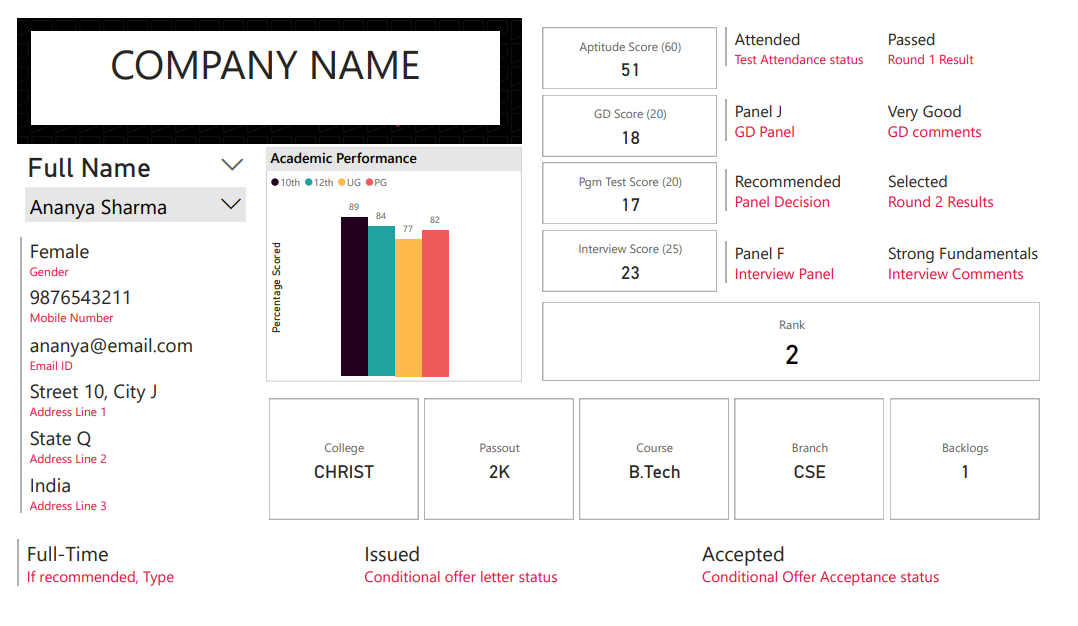 COMPANY NAME
Full Name
Ananya Sharma
Female
Gender
9876543211
Mobile Number
ananya@email.com
Email ID
Street 10, City J
Address Line 1
State Q
Address Line 2
India
Address Line 3
Academic Performance
10th 12th UG PG
Percentage Scored
89
84
77
82
Aptitude Score (60)
51
Attended
Test Attendance status
Passed
Round 1 Result
GD Score (20)
18
Panel J
GD Panel
Very Good
GD comments
Pgm Test Score (20)
17
Recommended
Panel Decision
Selected
Round 2 Results
Interview Score (25)
23
Panel F
Interview Panel
Strong Fundamentals
Interview Comments
Rank
2
College
CHRIST
Passout
2K
Course
B.Tech
Branch
CSE
Backlogs
1
Full-Time
If recommended, Type
Issued
Conditional offer letter status
Accepted
Conditional Offer Acceptance status